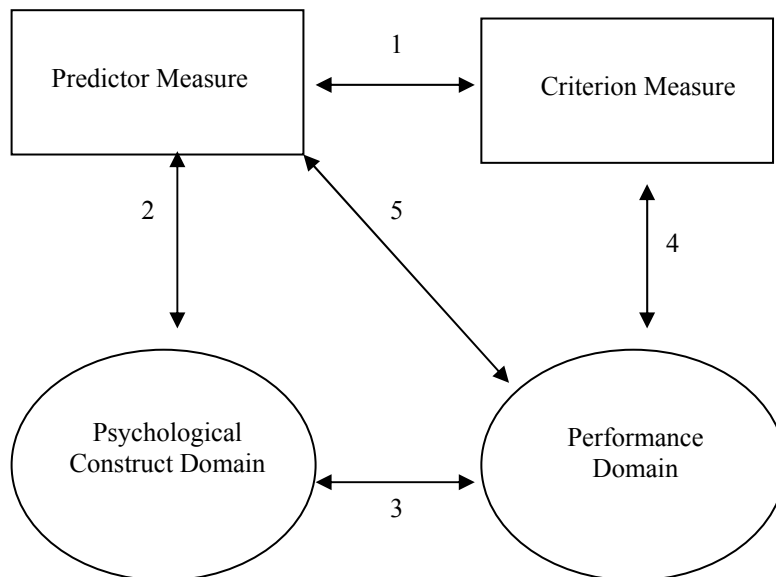 1
Predictor Measure
Criterion Measure
2
5
4
Psychological
Construct Domain
Performance
Domain
3